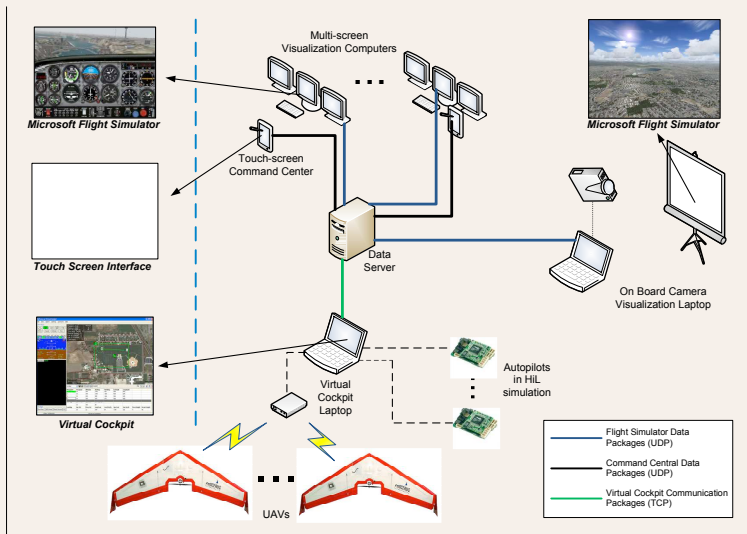 Multi-screen
Visualization Computers
Microsoft Flight Simulator
Microsoft Flight Simulator
Touch-screen
Command Center
Touch Screen Interface
Data
Server
On Board Camera
Visualization Laptop
Virtual
Cockpit
Laptop
Autopilots
in HiL
simulation
Virtual Cockpit
UAVs
Flight Simulator Data
Packages (UDP)
Command Central Data
Packages (UDP)
Virtual Cockpit Communication
Packages (TCP)